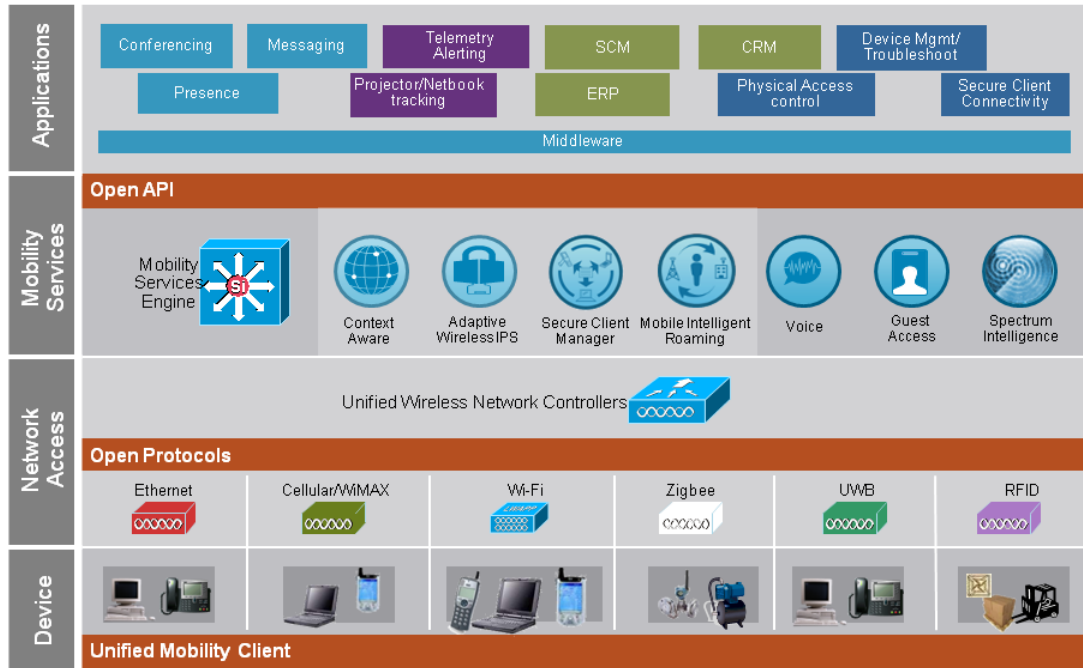 Applications
Conferencing
Messaging
Telemetry
Alerting
SCM
CRM
Device Mgmt/
Troubleshoot
Presence
Projector/Netbook
tracking
ERP
Physical Access
control
Secure Client
Connectivity
Middleware
Mobility
Services
Open API
Mobility
Services
Engine
Si
Context
Aware
Adaptive
Wireless IPS
Secure Client
Manager
Mobile Intelligent
Roaming
Voice
Guest
Access
Spectrum
Intelligence
Network
Access
Unified Wireless Network Controllers
Open Protocols
Ethernet
Cellular/WiMAX
Wi-Fi
Zigbee
UWB
RFID
LWAPP
Device
Unified Mobility Client